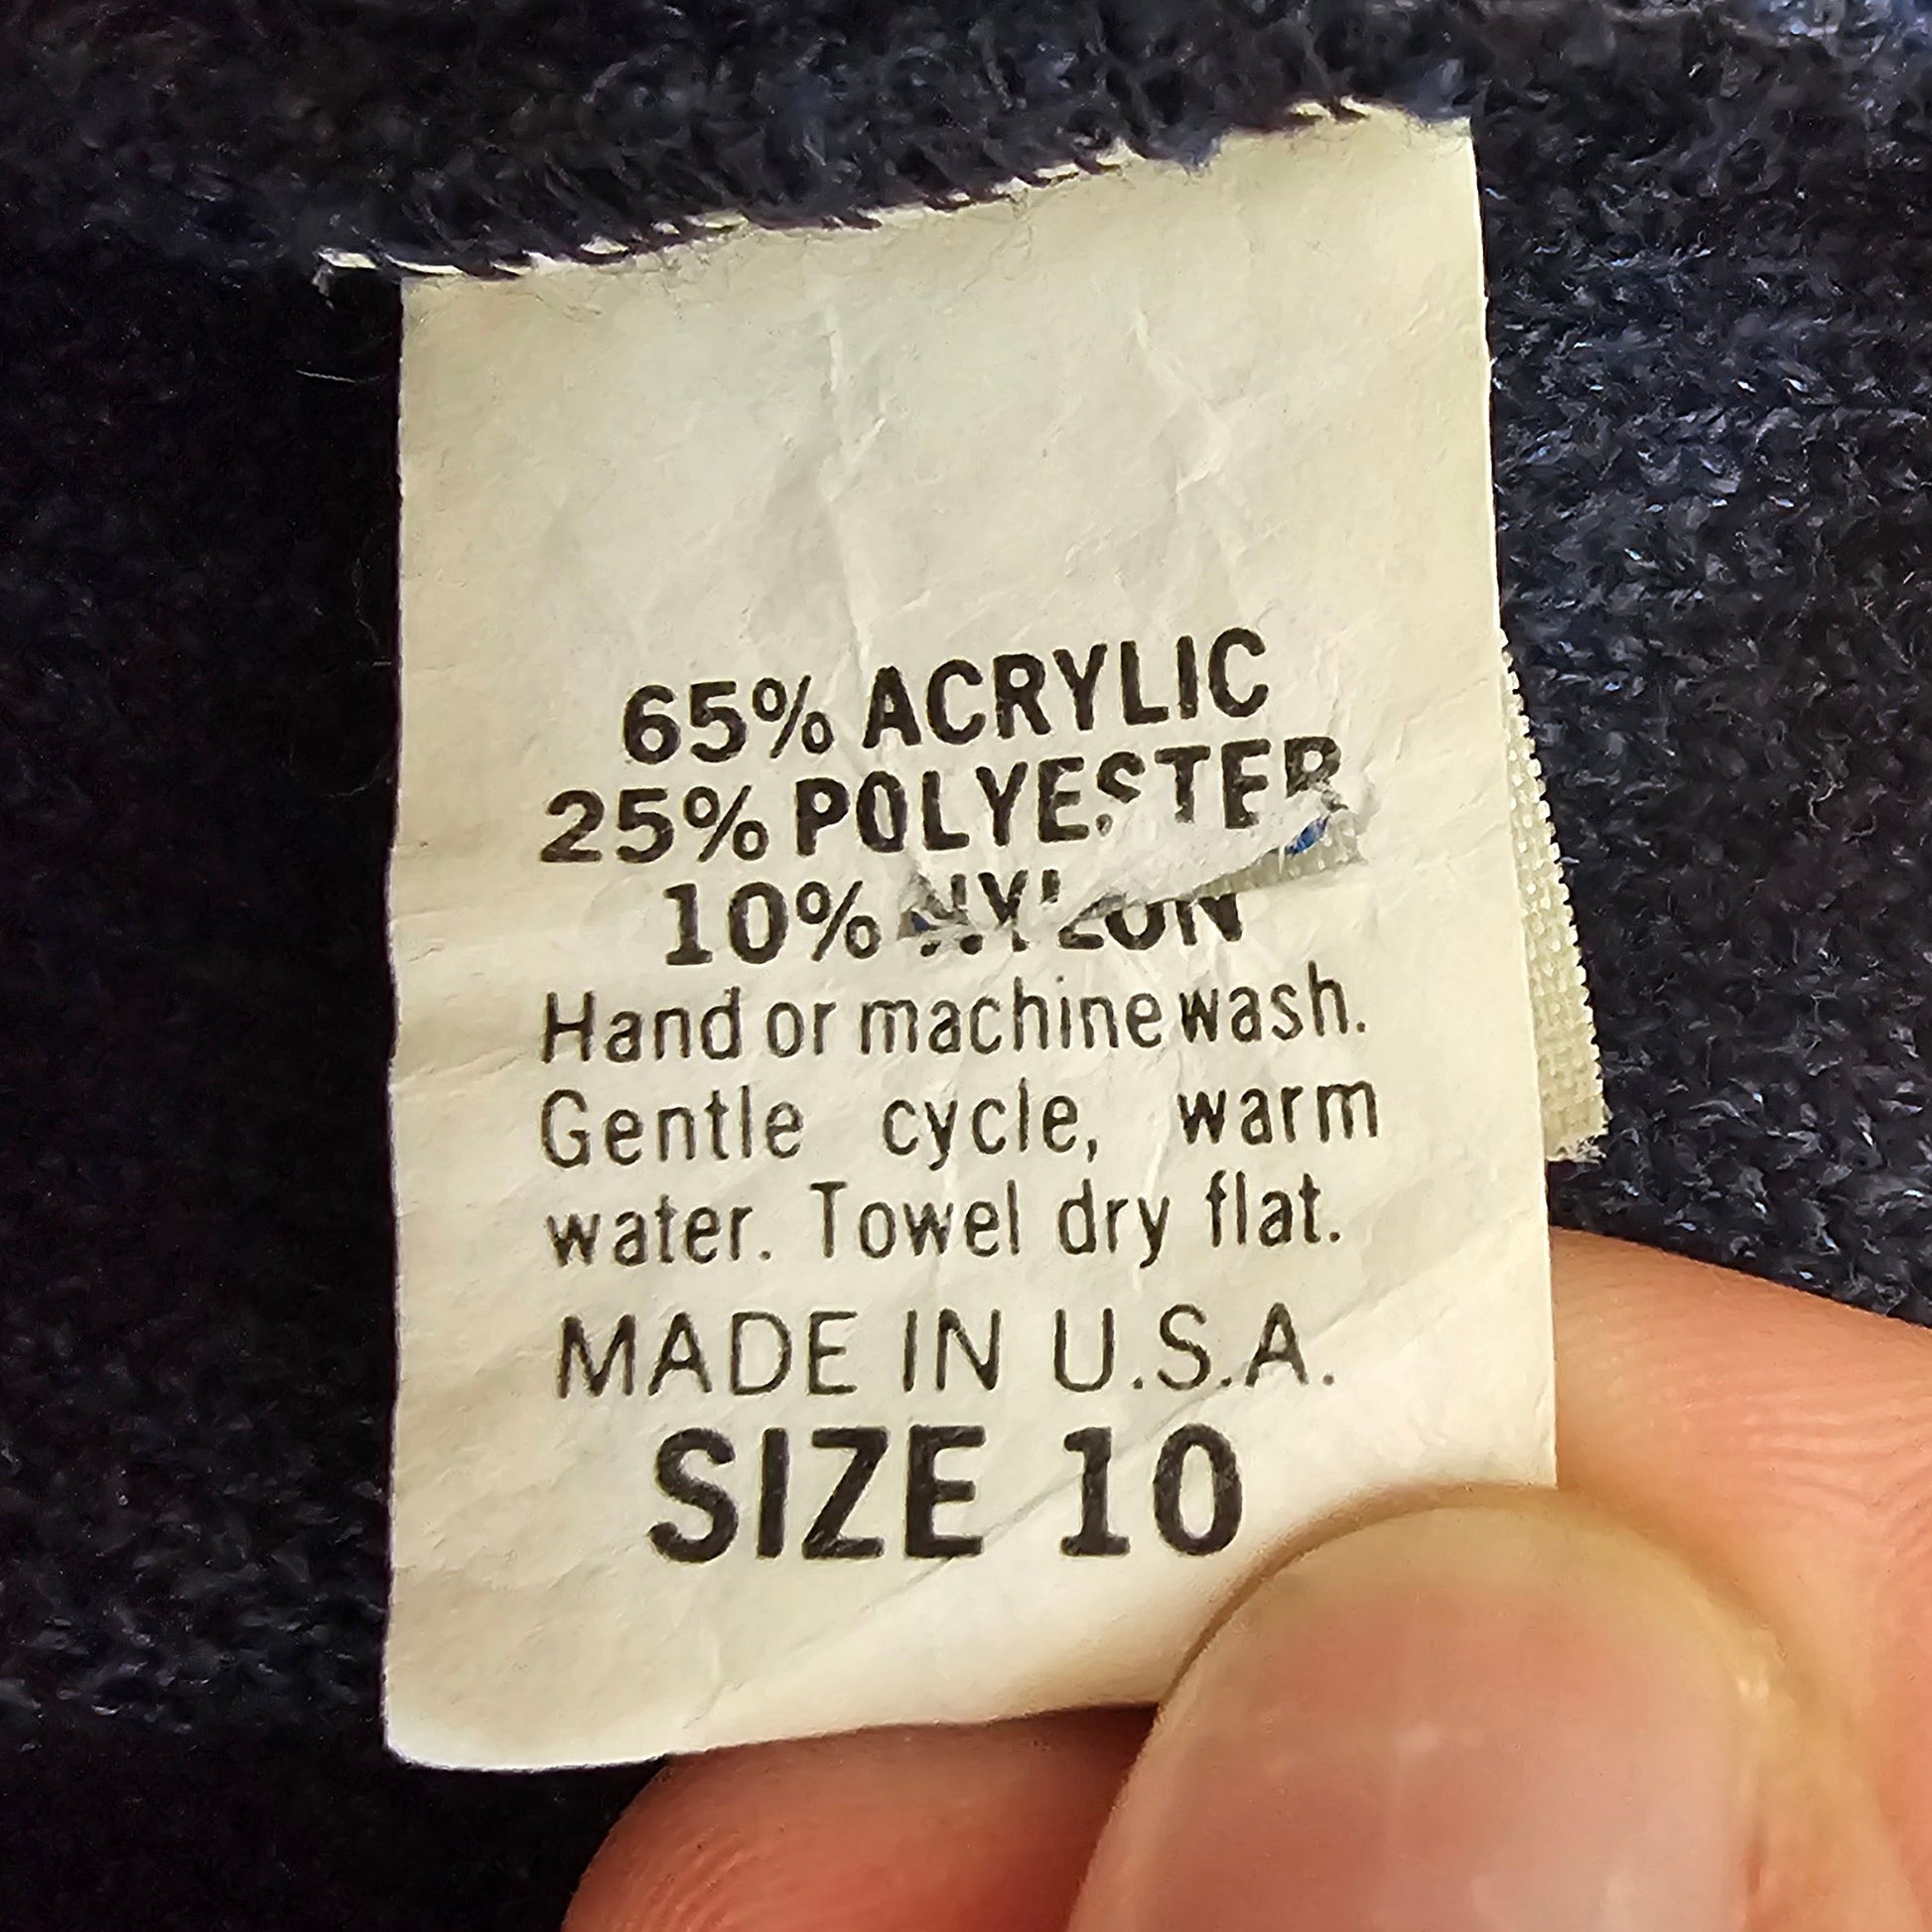 65% ACRYLIC
25% POLYESTER
10% NYLON
Hand or machine wash.
Gentle cycle, warm
water. Towel dry flat.
MADE IN U.S.A.
SIZE 10